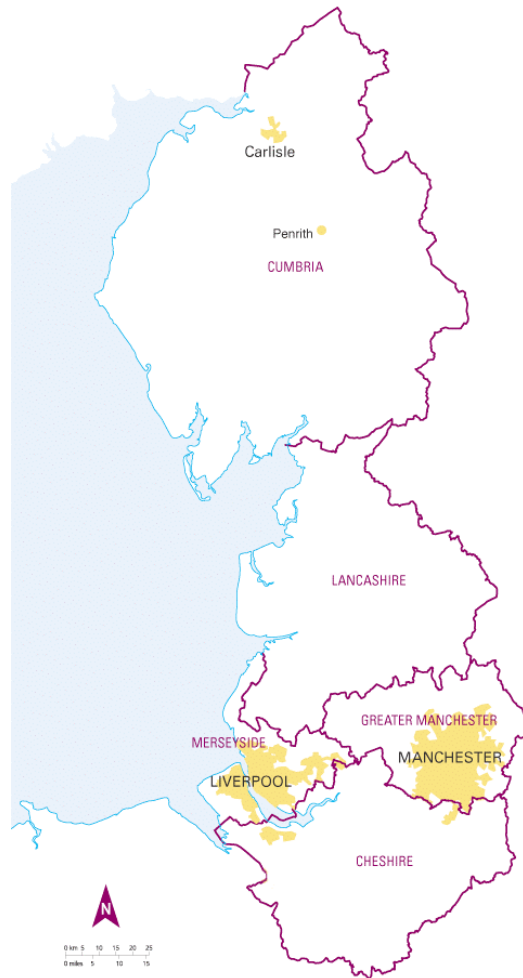 Carlisle
Penrith
CUMBRIA
LANCASHIRE
GREATER MANCHESTER
MERSEYSIDE
MANCHESTER
LIVERPOOL
CHESHIRE
N
0 km 5 10 15 20 25
0 miles 5 10 15